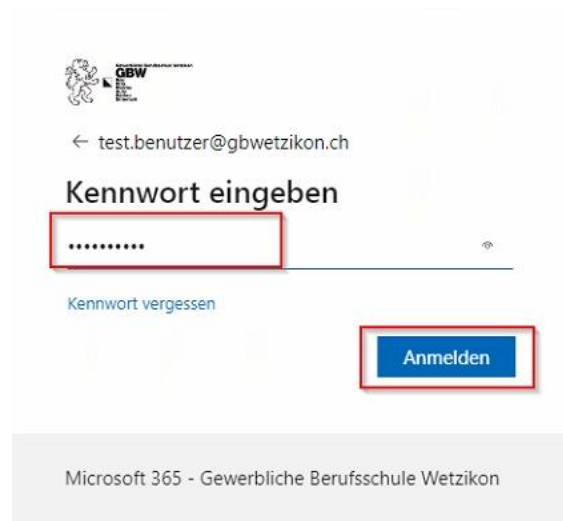 GBW
← test.benutzer@gbwetzikon.ch
Kennwort eingeben
••••••••••
Kennwort vergessen
Anmelden
Microsoft 365 - Gewerbliche Berufsschule Wetzikon